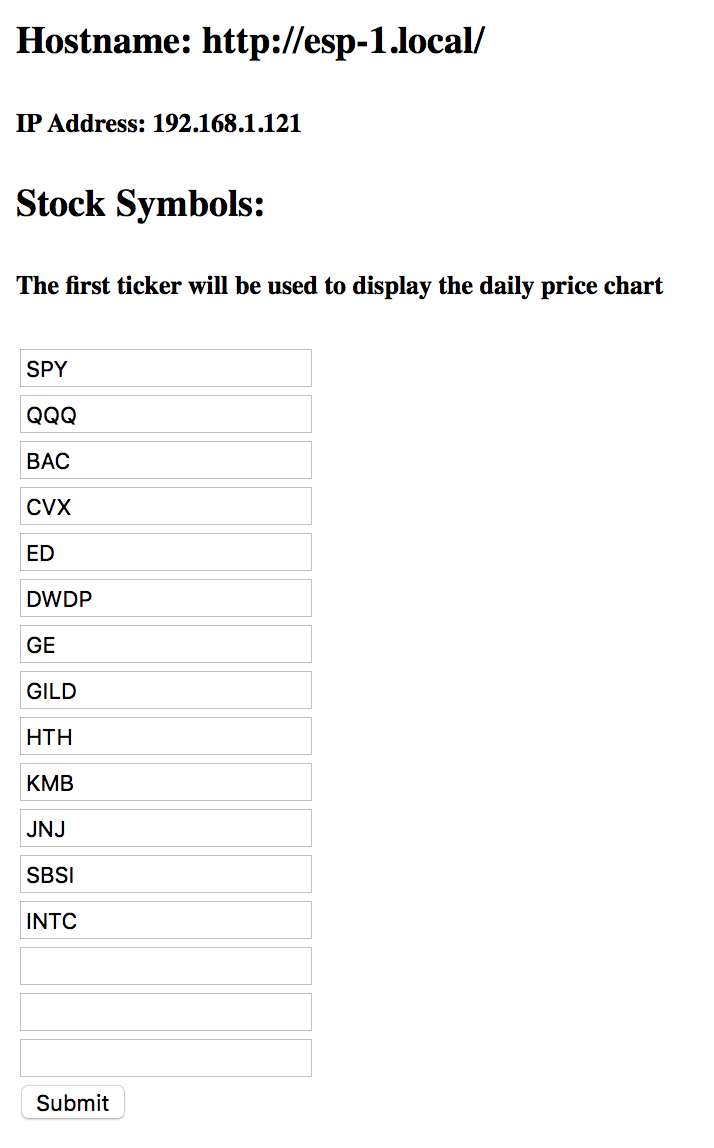 Hostname: http://esp-1.local/
IP Address: 192.168.1.121
Stock Symbols:
The first ticker will be used to display the daily price chart
SPY
QQQ
BAC
CVX
ED
DWDP
GE
GILD
HTH
KMB
JNJ
SBSI
INTC
Submit